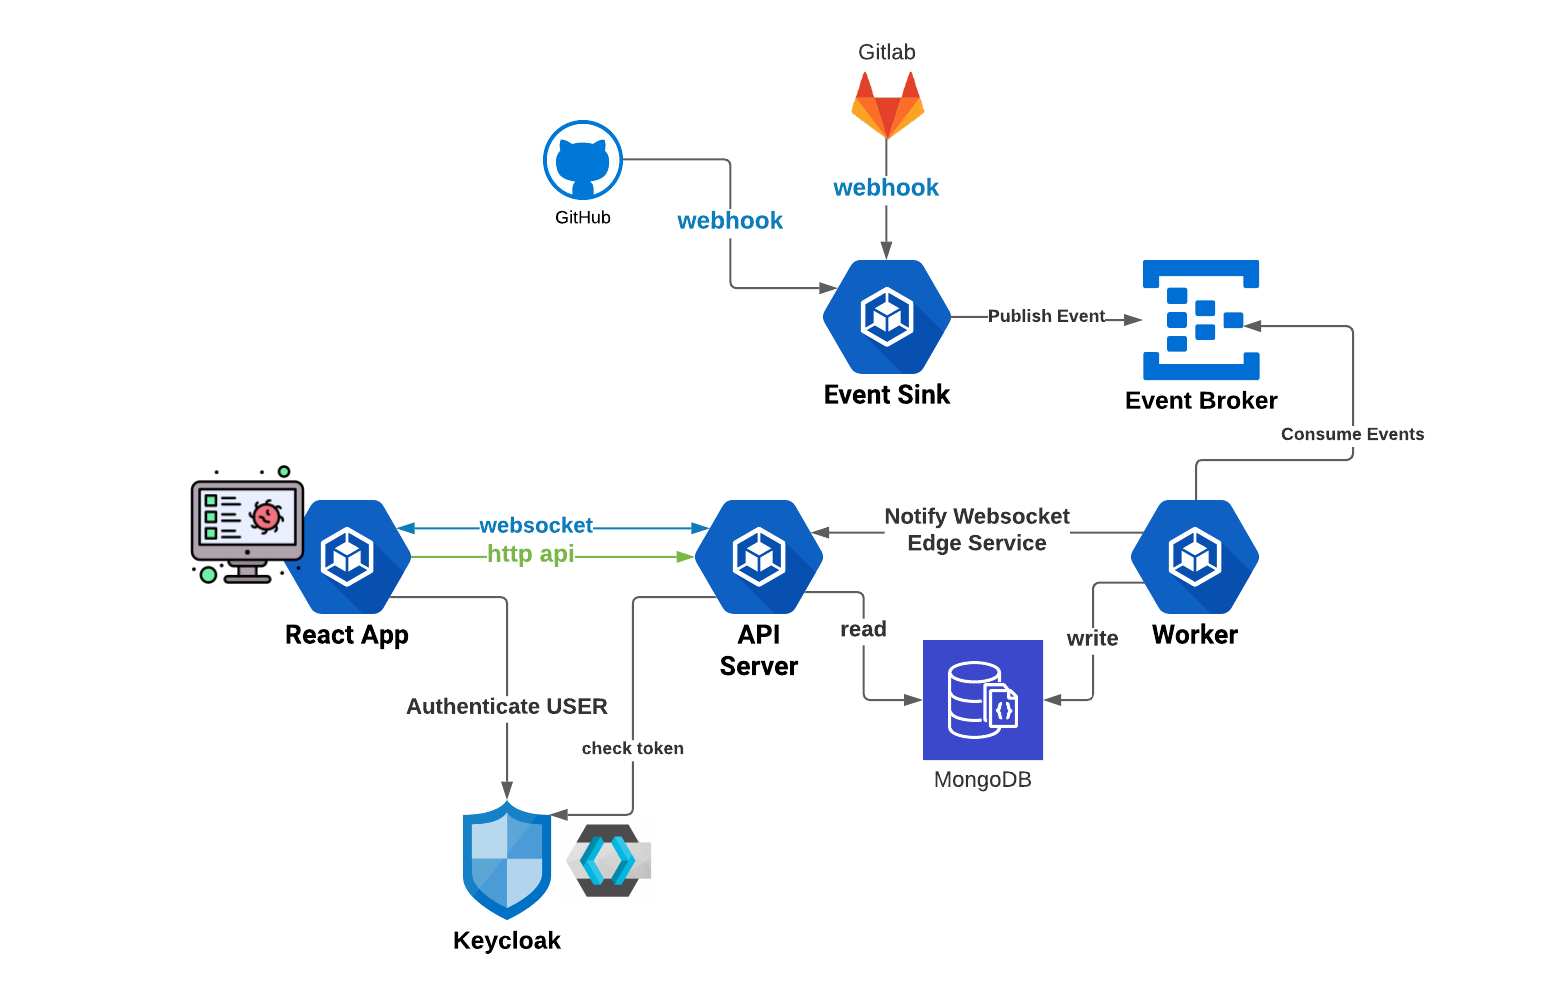 Gitlab
GitHub
webhook
webhook
Event Sink
Publish Event
Event Broker
Consume Events
websocket
http api
Notify Websocket
Edge Service
React App
API
Server
read
write
Worker
Authenticate USER
check token
MongoDB
Keycloak